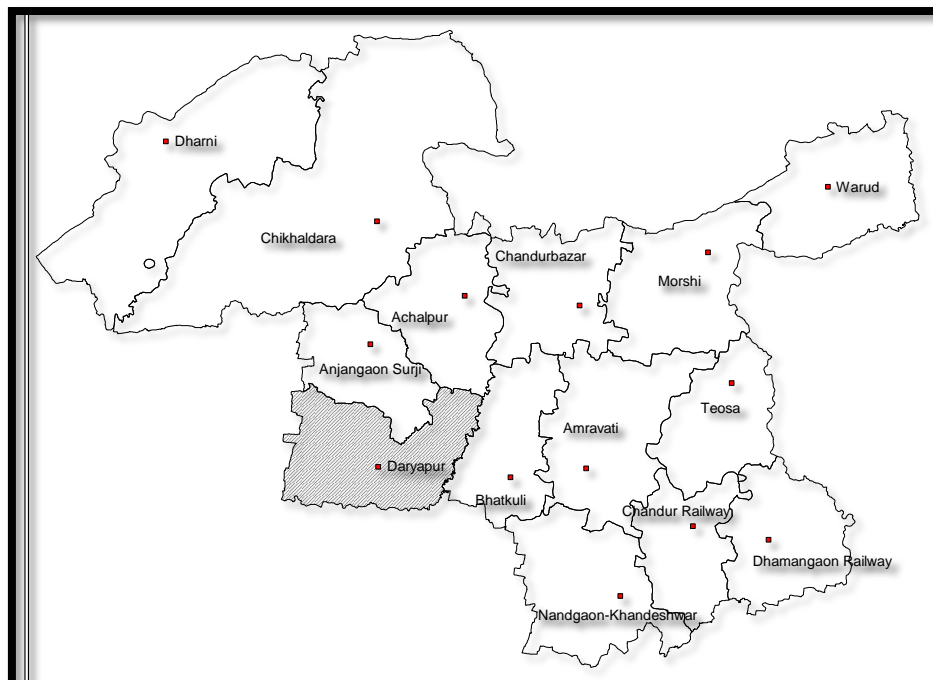 Dharni
Warud
Chikhaldara
Chandurbazar
Morshi
Achalpur
Anjangaon Surji
Teosa
Amravati
Daryapur
Bhatkuli
Chandur Railway
Dhamangaon Railway
Nandgaon-Khandeshwar